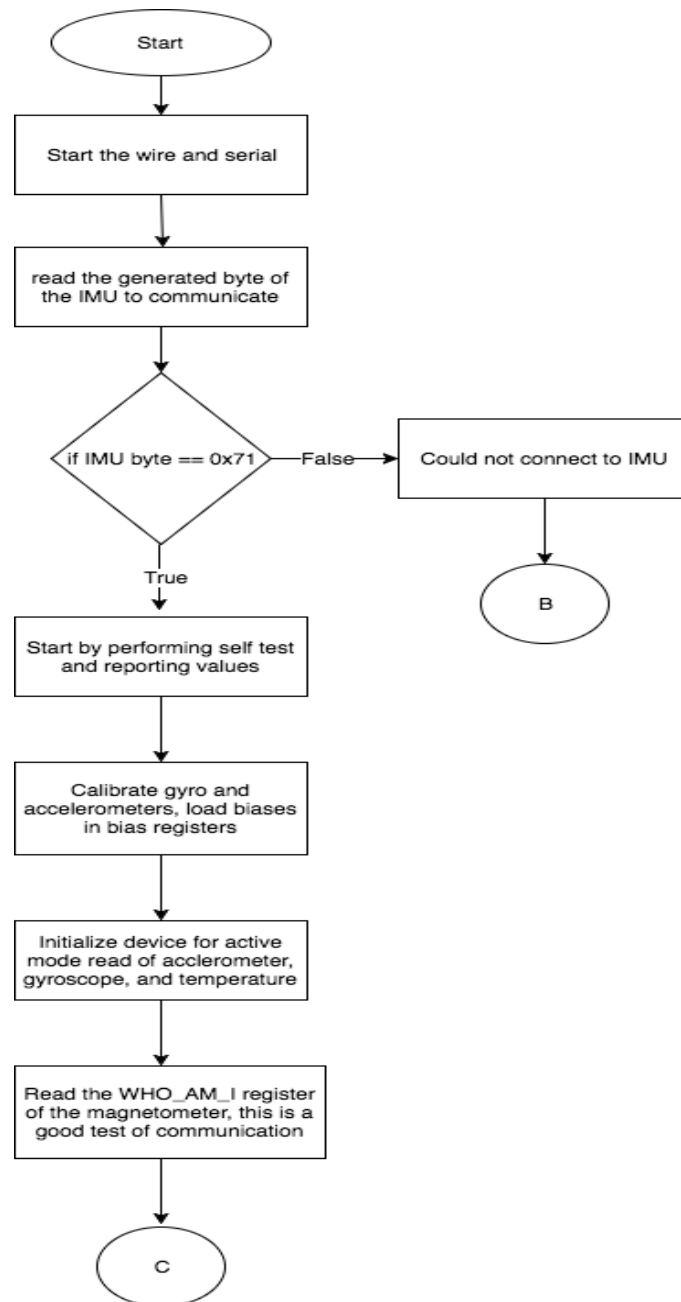 Start
Start the wire and serial
read the generated byte of
the IMU to communicate
if IMU byte == 0x71
False
Could not connect to IMU
True
B
Start by performing self test
and reporting values
Calibrate gyro and
accelerometers, load biases
in bias registers
Initialize device for active
mode read of acclerometer,
gyroscope, and temperature
Read the WHO_AM_I register
of the magnetometer, this is a
good test of communication
C